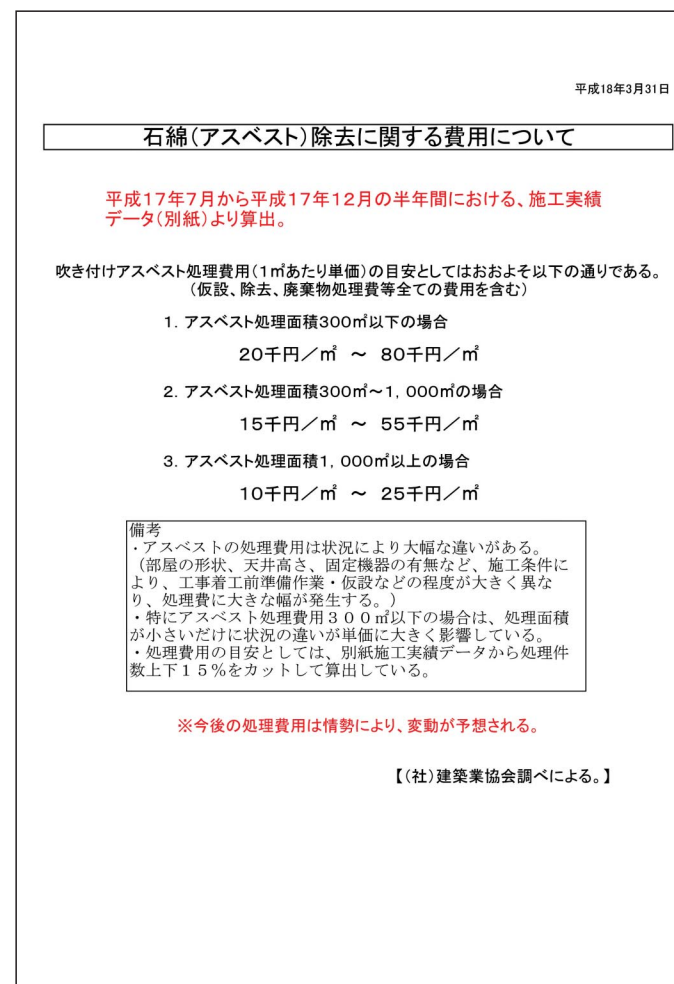 平成18年3月31日
石綿(アスベスト)除去に関する費用について
平成17年7月から平成17年12月の半年間における、施工実績
データ(別紙)より算出。
吹き付けアスベスト処理費用(1㎡あたり単価)の目安としてはおおよそ以下の通りである。
(仮設、除去、廃棄物処理費等全ての費用を含む)
1. アスベスト処理面積300㎡以下の場合
20千円/㎡ ~ 80千円/㎡
2. アスベスト処理面積300㎡~1,000㎡の場合
15千円/㎡ ~ 55千円/㎡
3. アスベスト処理面積1,000㎡以上の場合
10千円/㎡ ~ 25千円/㎡
備考
・アスベストの処理費用は状況により大幅な違いがある。
(部屋の形状、天井高さ、固定機器の有無など、施工条件に
より、工事着工前準備作業・仮設などの程度が大きく異な
り、処理費に大きな幅が発生する。)
・特にアスベスト処理費用300㎡以下の場合は、処理面積
が小さいだけに状況の違いが単価に大きく影響している。
・処理費用の目安としては、別紙施工実績データから処理件
数上下15%をカットして算出している。
※今後の処理費用は情勢により、変動が予想される。
【(社)建築業協会調べによる。】